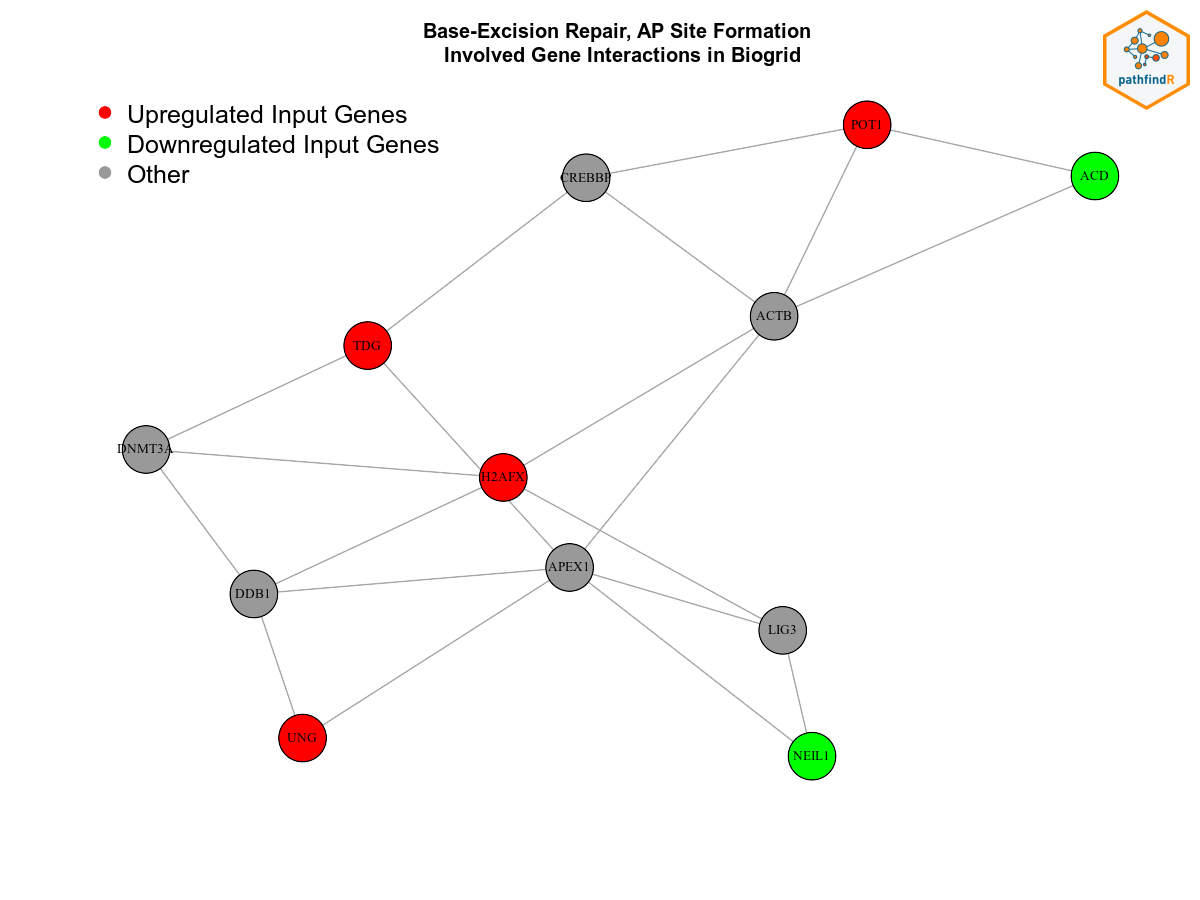 Base-Excision Repair, AP Site Formation
Involved Gene Interactions in Biogrid
pathfindR
Upregulated Input Genes
Downregulated Input Genes
Other
POT1
CREBBP
ACD
ACTB
TDG
DNMT3A
H2AFX
APEX1
DDB1
LIG3
UNG
NEIL1